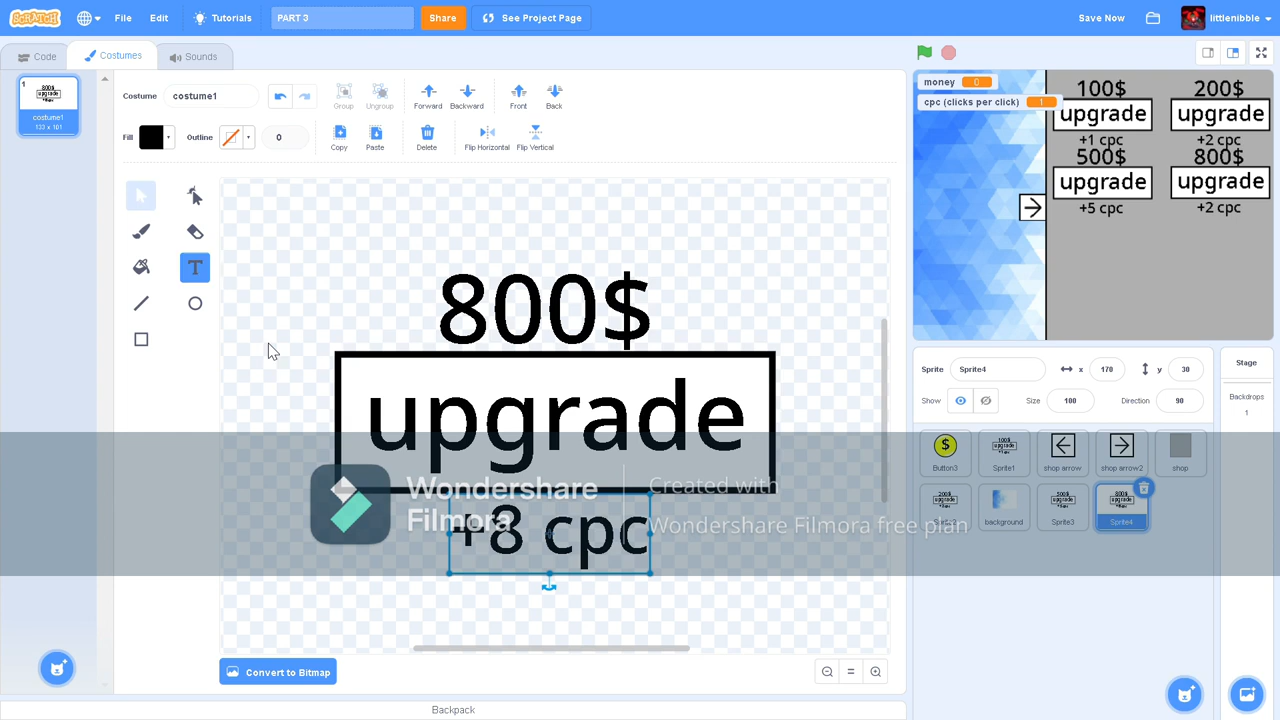 SCRATCH File Edit Tutorials PART 3 Share See Project Page Save Now littlenibble
Code Costumes Sounds
1
800$
upgrade
costume1
133 x 101
Costume costume1 Group Ungroup Forward Backward Front Back
Fill Outline 0 Copy Paste Delete Flip Horizontal Flip Vertical
T
800$
upgrade
+8 cpc
Wondershare
Filmora
Created with
Wondershare Filmora free plan
Convert to Bitmap
Backpack
money 0
cpc (clicks per click) 1
100$ 200$
upgrade upgrade
+1 cpc +2 cpc
500$ 800$
upgrade upgrade
+5 cpc +2 cpc
Sprite Sprite4 x 170 y 30
Show Size 100 Direction 90
Stage
Backdrops
1
Button3 Sprite1 shop arrow shop arrow2 shop
background Sprite3 Sprite4